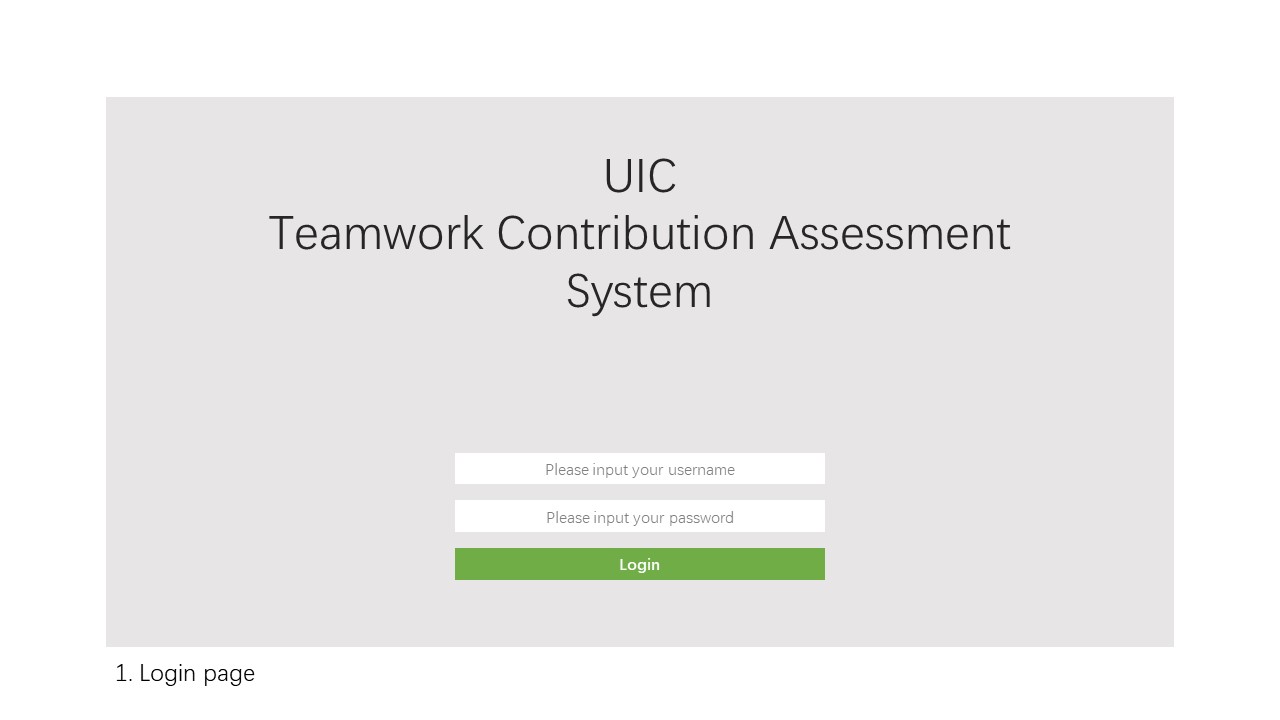 UIC
Teamwork Contribution Assessment
System
Please input your username
Please input your password
Login
1. Login page